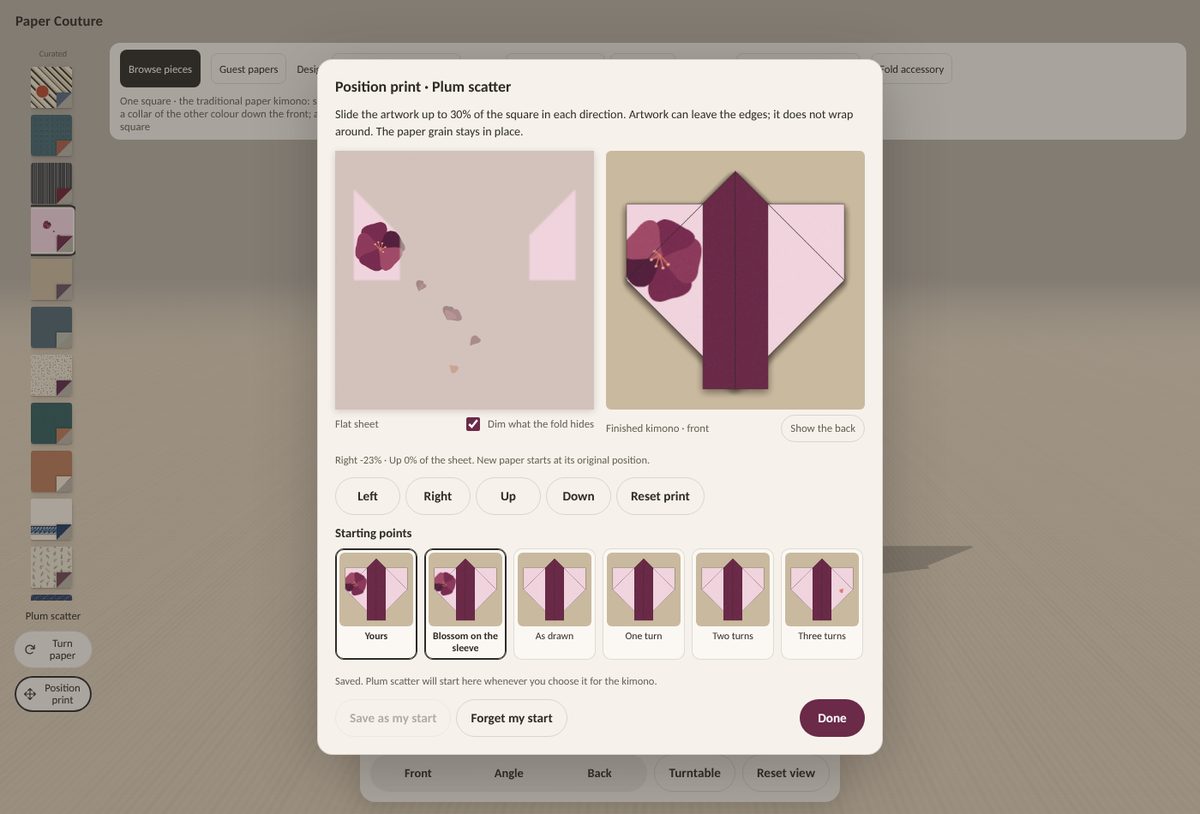 Paper Couture
Curated
Browse pieces
Guest papers
Fold accessory
One square · the traditional paper kimono:
a collar of the other colour down the front;
square
Position print · Plum scatter
Slide the artwork up to 30% of the square in each direction. Artwork can leave the edges; it does not wrap
around. The paper grain stays in place.
Flat sheet
Dim what the fold hides
Finished kimono · front
Show the back
Right -23% · Up 0% of the sheet. New paper starts at its original position.
Left
Right
Up
Down
Reset print
Starting points
Yours
Blossom on the
sleeve
As drawn
One turn
Two turns
Three turns
Saved. Plum scatter will start here whenever you choose it for the kimono.
Save as my start
Forget my start
Done
Plum scatter
Turn
paper
Position
print
Front
Angle
Back
Turntable
Reset view